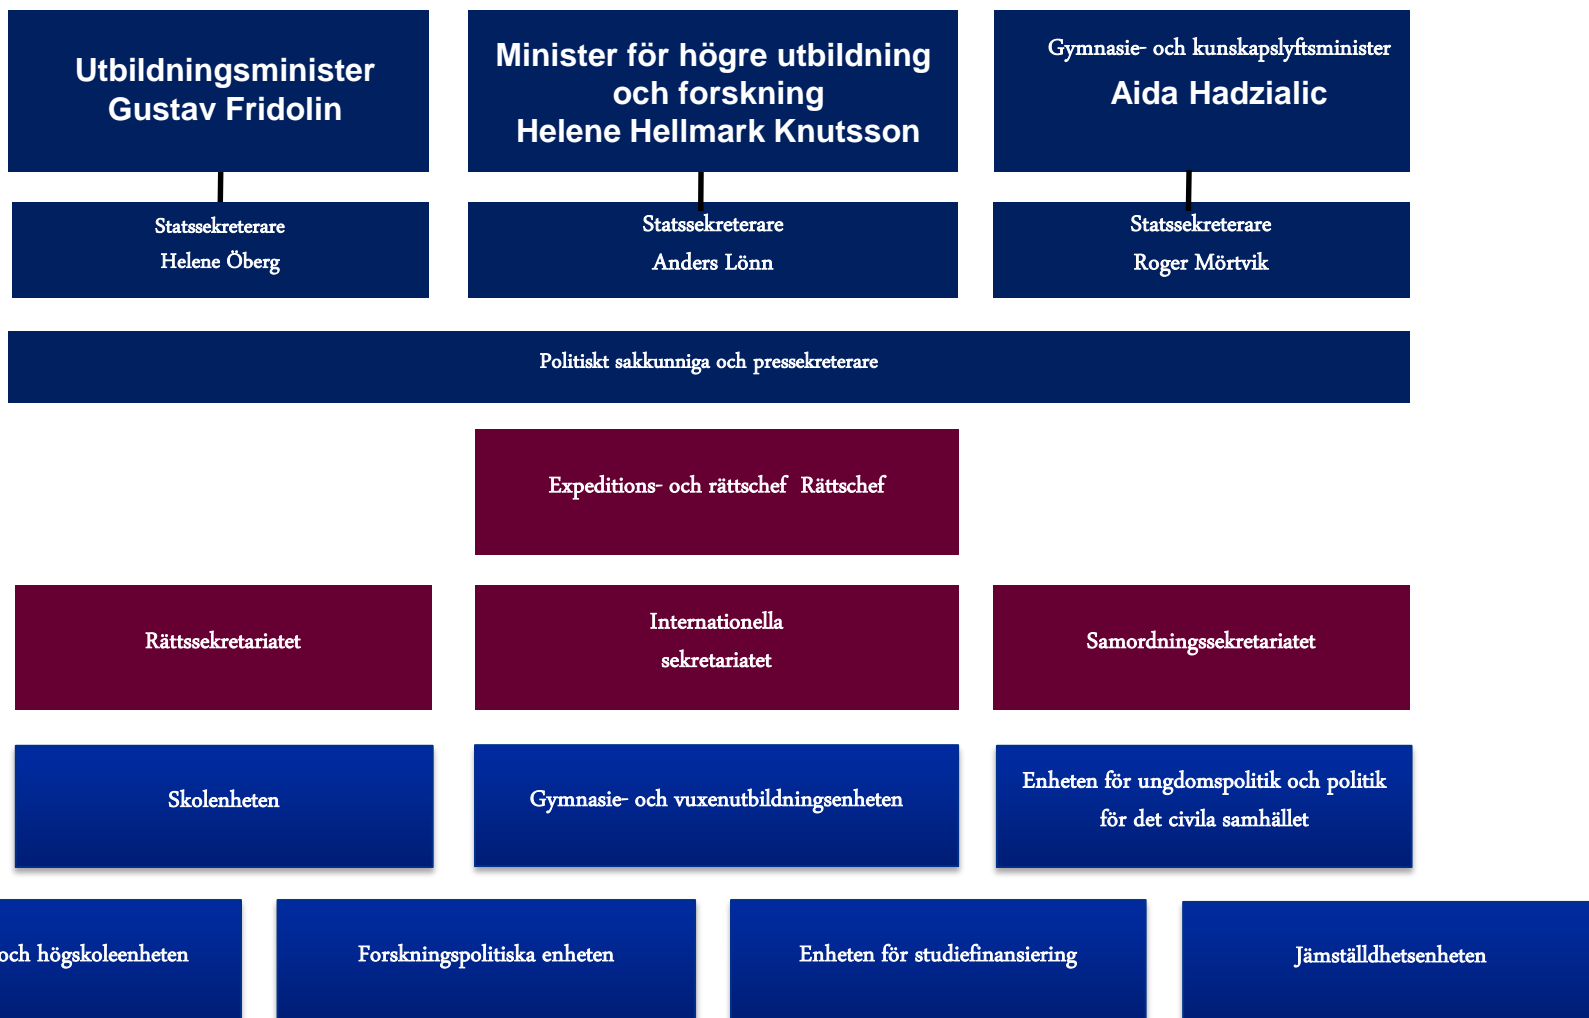 Utbildningsminister
Gustav Fridolin
Minister för högre utbildning
och forskning
Helene Hellmark Knutsson
Gymnasie- och kunskapslyftsminister
Aida Hadzialic
Statssekreterare
Helene Öberg
Statssekreterare
Anders Lönn
Statssekreterare
Roger Mörtvik
Politiskt sakkunniga och pressekreterare
Expeditions- och rättschef Rättschef
Rättssekretariatet
Internationella
sekretariatet
Samordningssekretariatet
Skolenheten
Gymnasie- och vuxenutbildningsenheten
Enheten för ungdomspolitik och politik
för det civila samhället
och högskoleenheten
Forskningspolitiska enheten
Enheten för studiefinansiering
Jämställdhetsenheten